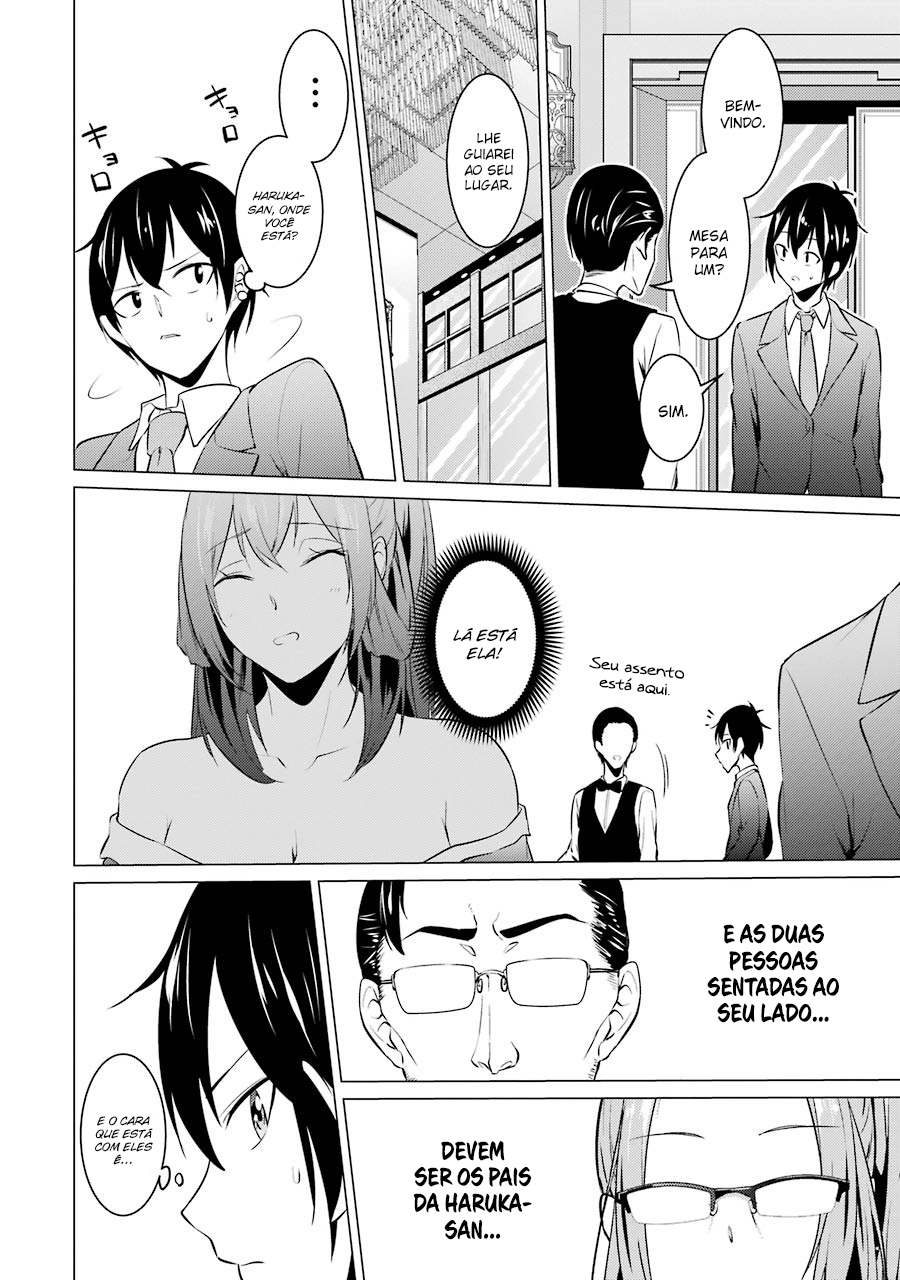 BEM-
VINDO.
MESA
PARA
UM?
SIM.
LHE
GUIAREI
AO SEU
LUGAR.
...
HARUKA-
SAN, ONDE
VOCÊ
ESTÁ?
キョロ
キョロ
LÁ ESTÁ
ELA!
Seu assento
está aqui.
E AS DUAS
PESSOAS
SENTADAS AO
SEU LADO...
DEVEM
SER OS PAIS
DA HARUKA-
SAN...
E O CARA
QUE ESTÁ
COM ELES
É...